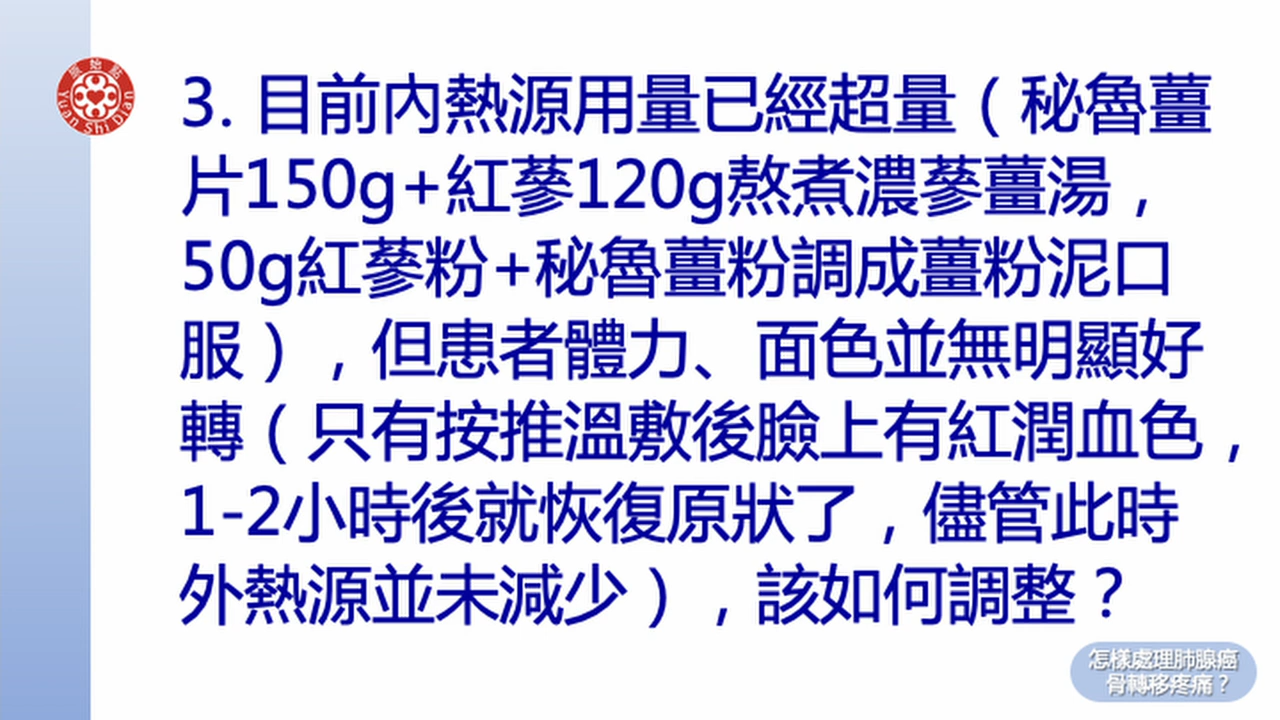 原始點
Yuan Shi Dian
3. 目前內熱源用量已經超量（秘魯薑
片150g+紅蔘120g熬煮濃蔘薑湯，
50g紅蔘粉+秘魯薑粉調成薑粉泥口
服），但患者體力、面色並無明顯好
轉（只有按推溫敷後臉上有紅潤血色，
1-2小時後就恢復原狀了，儘管此時
外熱源並未減少），該如何調整？
怎樣處理肺腺癌
骨轉移疼痛？